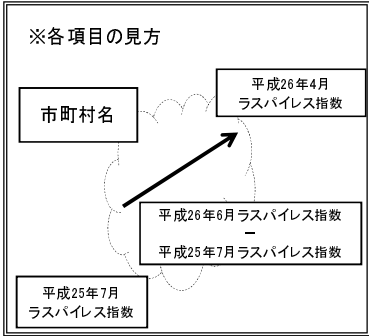 ※各項目の見方
平成26年4月
ラスパイレス指数
市町村名
平成26年6月ラスパイレス指数
ー
平成25年7月ラスパイレス指数
平成25年7月
ラスパイレス指数